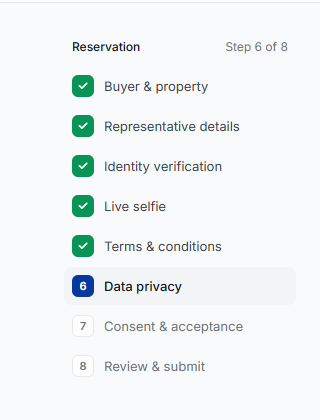 Reservation Step 6 of 8
Buyer & property
Representative details
Identity verification
Live selfie
Terms & conditions
6 Data privacy
7 Consent & acceptance
8 Review & submit